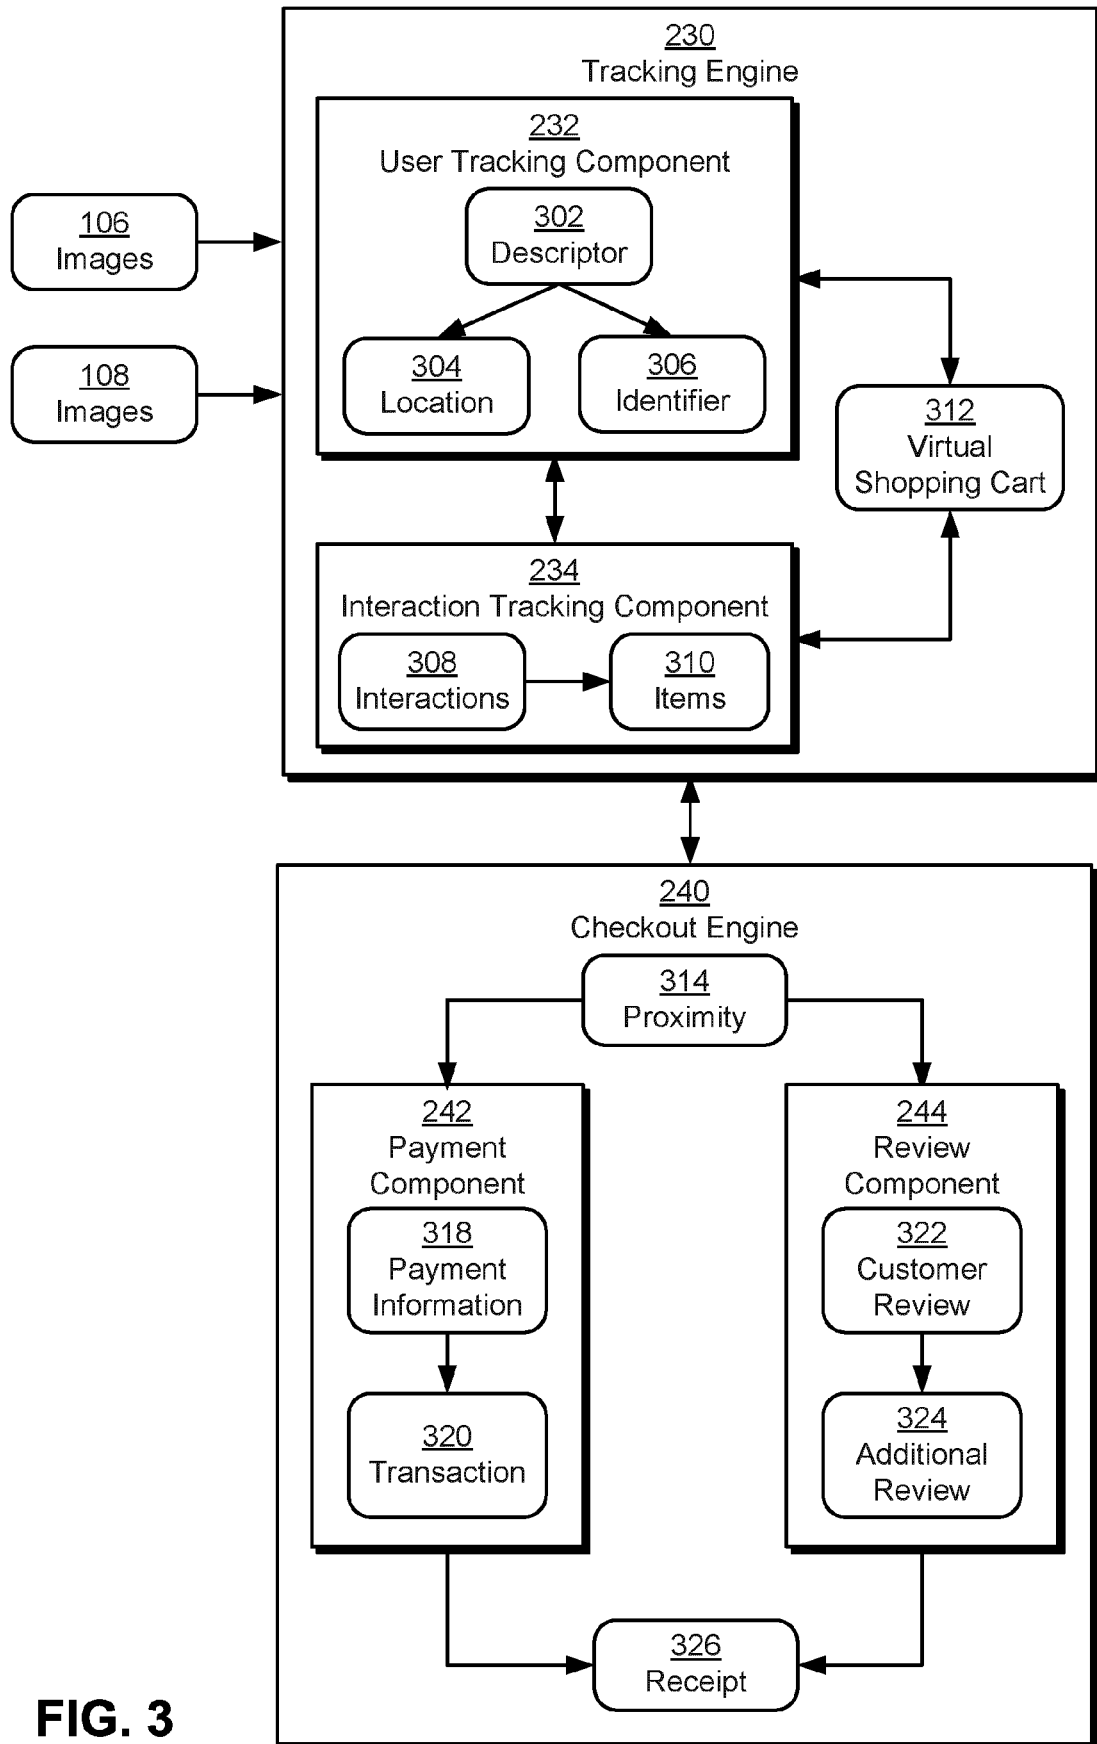 230
Tracking Engine
232
User Tracking Component
302
Descriptor
106
Images
304
Location
306
Identifier
108
Images
312
Virtual
Shopping Cart
234
Interaction Tracking Component
308
Interactions
310
Items
240
Checkout Engine
314
Proximity
242
Payment
Component
318
Payment
Information
320
Transaction
244
Review
Component
322
Customer
Review
324
Additional
Review
326
Receipt
FIG. 3